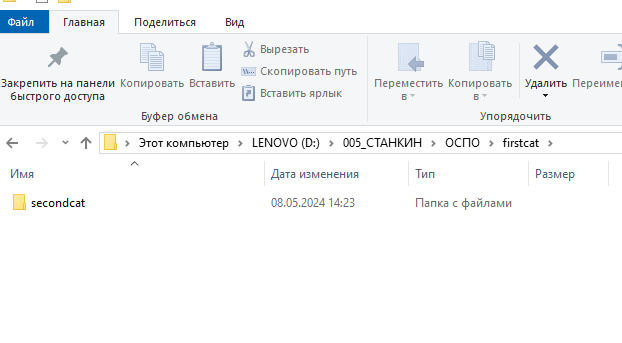 Файл Главная Поделиться Вид
Закрепить на панели быстрого доступа
Копировать
Вставить
Вырезать
Скопировать путь
Вставить ярлык
Буфер обмена
Переместить в
Копировать в
Удалить
Упорядочить
Этот компьютер > LENOVO (D:) > 005_СТАНКИН > ОСПО > firstcat >
Имя Дата изменения Тип Размер
secondcat 08.05.2024 14:23 Папка с файлами